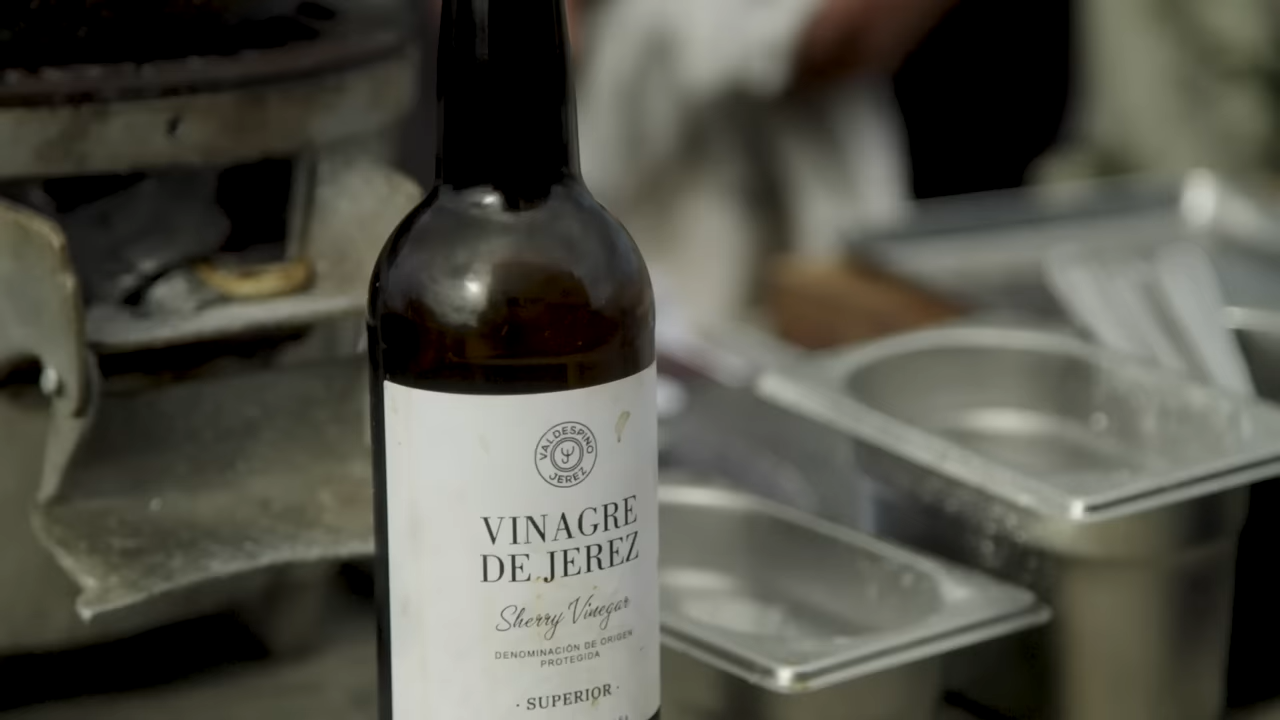 VALDESPINO
JEREZ
VINAGRE
DE JEREZ
Sherry Vinegar
DENOMINACIÓN DE ORIGEN
PROTEGIDA
· SUPERIOR ·